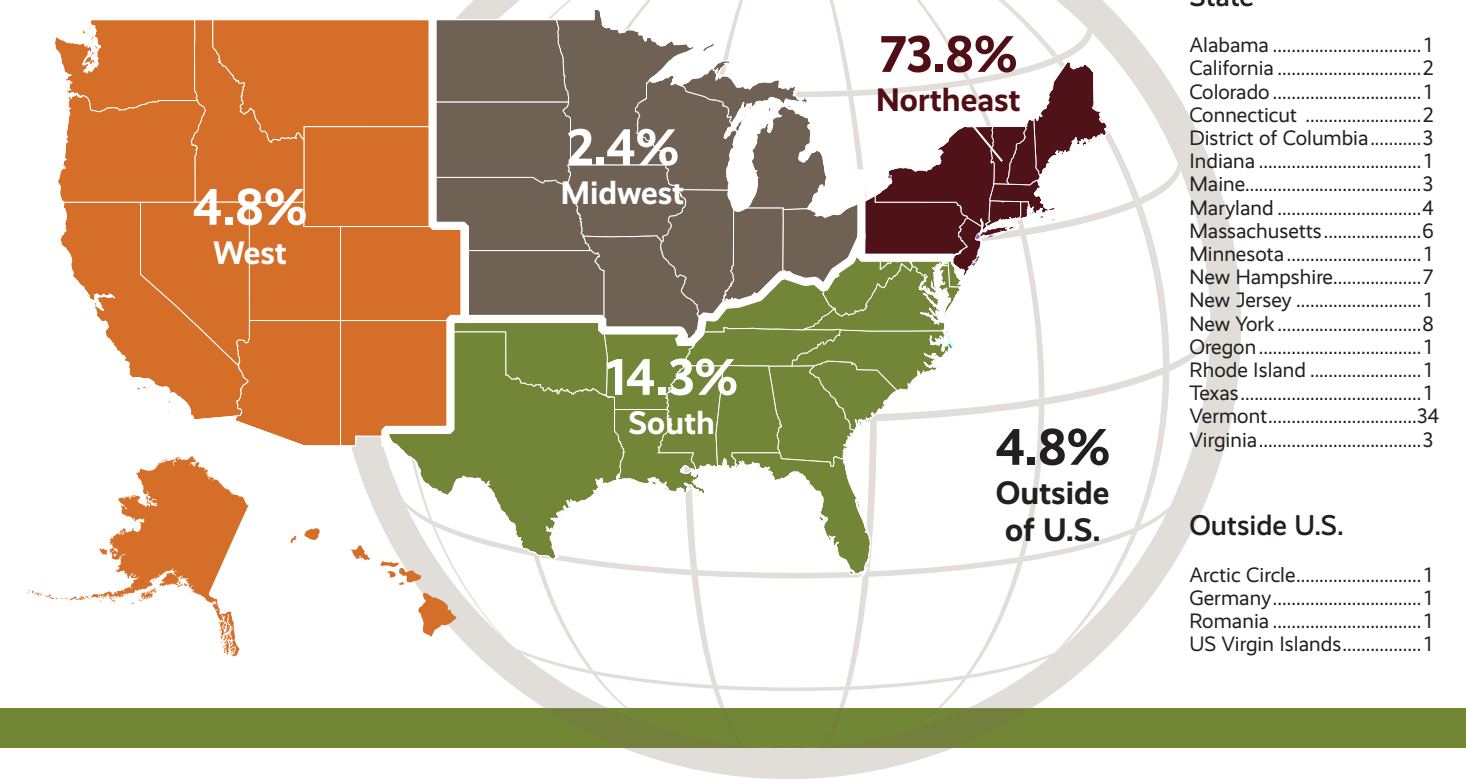 State
73.8%
Northeast
2.4%
Midwest
4.8%
West
14.3%
South
4.8%
Outside
of U.S.
Alabama ................................1
California ...............................2
Colorado ................................1
Connecticut .........................2
District of Columbia...........3
Indiana ...................................1
Maine......................................3
Maryland ...............................4
Massachusetts.....................6
Minnesota .............................1
New Hampshire...................7
New Jersey ...........................1
New York ...............................8
Oregon ...................................1
Rhode Island ........................1
Texas.......................................1
Vermont................................34
Virginia...................................3
Outside U.S.
Arctic Circle...........................1
Germany ................................1
Romania .................................1
US Virgin Islands.................1